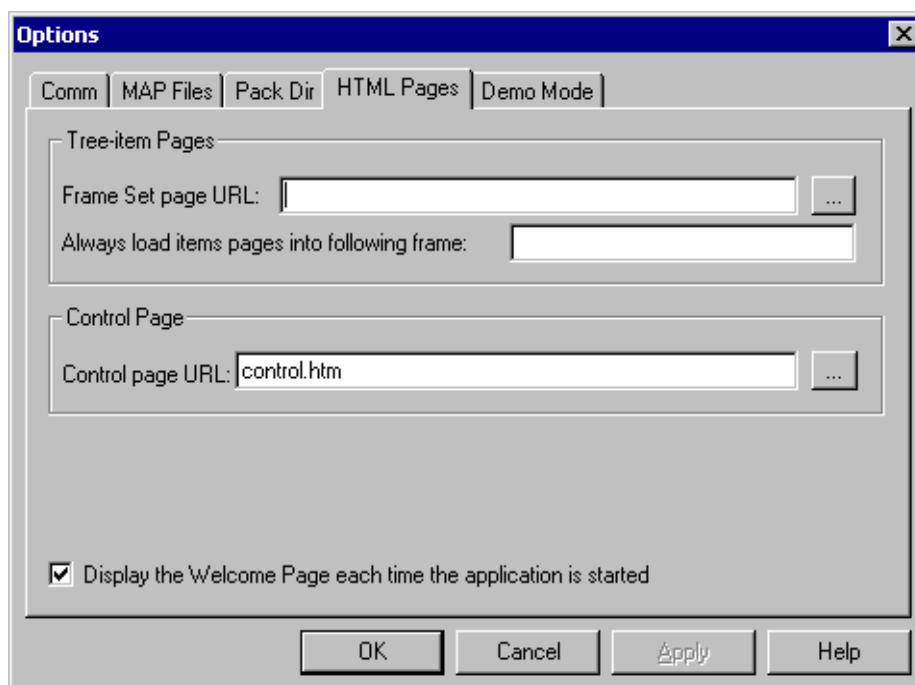 Options
Comm MAP Files Pack Dir HTML Pages Demo Mode
Tree-item Pages
Frame Set page URL: ...
Always load items pages into following frame:
Control Page
Control page URL: control.htm ...
Display the Welcome Page each time the application is started
OK Cancel Apply Help